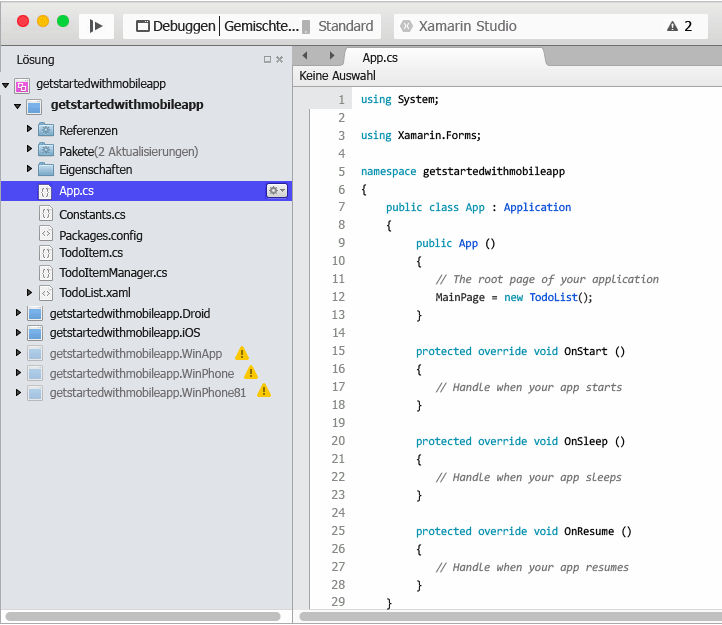 Debuggen | Gemischte... Standard Xamarin Studio 2
Lösung
App.cs
Keine Auswahl
getstartedwithmobileapp
getstartedwithmobileapp
Referenzen
Pakete(2 Aktualisierungen)
Eigenschaften
App.cs
Constants.cs
Packages.config
TodoItem.cs
TodoItemManager.cs
TodoList.xaml
getstartedwithmobileapp.Droid
getstartedwithmobileapp.iOS
getstartedwithmobileapp.WinApp
getstartedwithmobileapp.WinPhone
getstartedwithmobileapp.WinPhone81
1 using System;
2
3 using Xamarin.Forms;
4
5 namespace getstartedwithmobileapp
6 {
7 public class App : Application
8 {
9 public App ()
10 {
11 // The root page of your application
12 MainPage = new TodoList();
13 }
14
15 protected override void OnStart ()
16 {
17 // Handle when your app starts
18 }
19
20 protected override void OnSleep ()
21 {
22 // Handle when your app sleeps
23 }
24
25 protected override void OnResume ()
26 {
27 // Handle when your app resumes
28 }
29 }